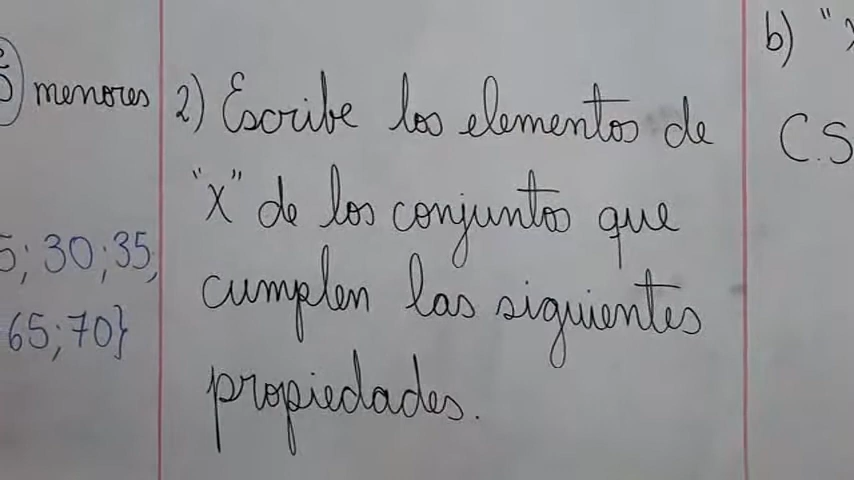 menores
5; 30; 35;
65; 70}
2) Escribe los elementos de
"X" de los conjuntos que
cumplen las siguientes
propiedades.
b) "
C.S